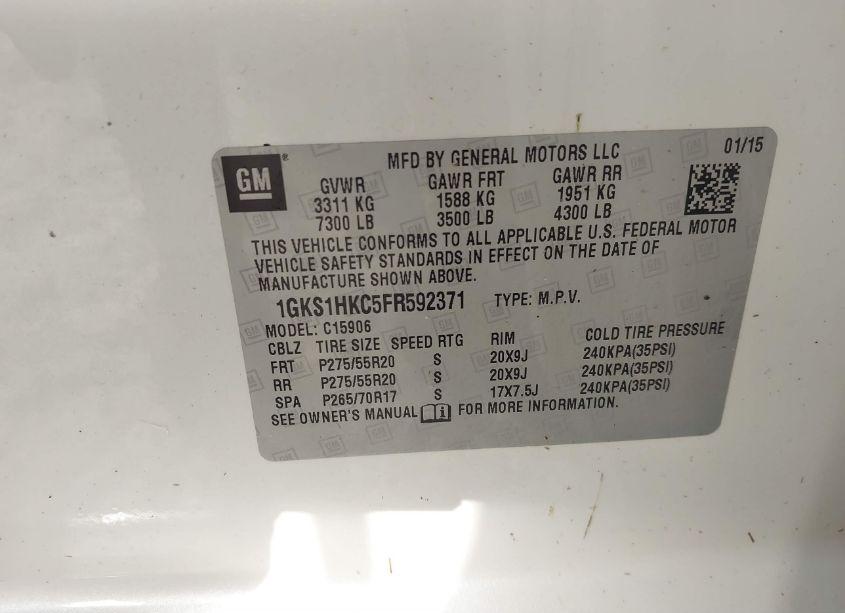 GM ® MFD BY GENERAL MOTORS LLC 01/15
GVWR GAWR FRT GAWR RR
3311 KG 1588 KG 1951 KG
7300 LB 3500 LB 4300 LB
THIS VEHICLE CONFORMS TO ALL APPLICABLE U.S. FEDERAL MOTOR
VEHICLE SAFETY STANDARDS IN EFFECT ON THE DATE OF
MANUFACTURE SHOWN ABOVE.
1GKS1HKC5FR592371 TYPE: M.P.V.
MODEL: C15906
CBLZ TIRE SIZE SPEED RTG RIM COLD TIRE PRESSURE
FRT P275/55R20 S 20X9J 240KPA(35PSI)
RR P275/55R20 S 20X9J 240KPA(35PSI)
SPA P265/70R17 S 17X7.5J 240KPA(35PSI)
SEE OWNER'S MANUAL i FOR MORE INFORMATION.